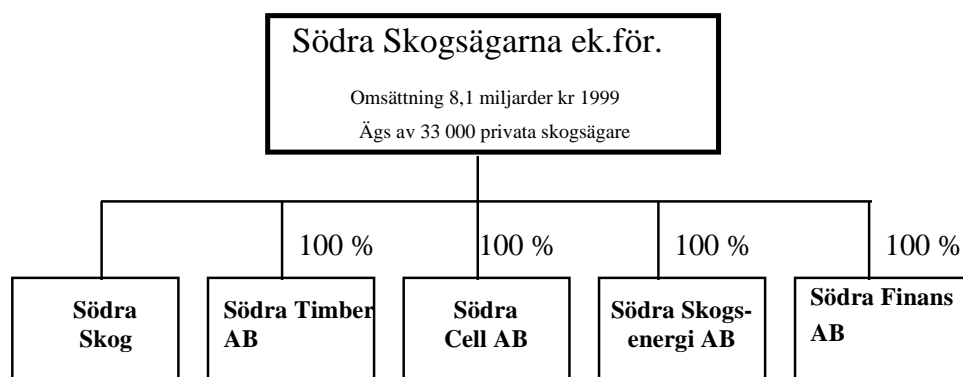 Södra Skogsägarna ek.för.
Omsättning 8,1 miljarder kr 1999
Ägs av 33 000 privata skogsägare
100 %
100 %
100 %
100 %
Södra
Skog
Södra Timber
AB
Södra
Cell AB
Södra Skogs-
energi AB
Södra Finans
AB